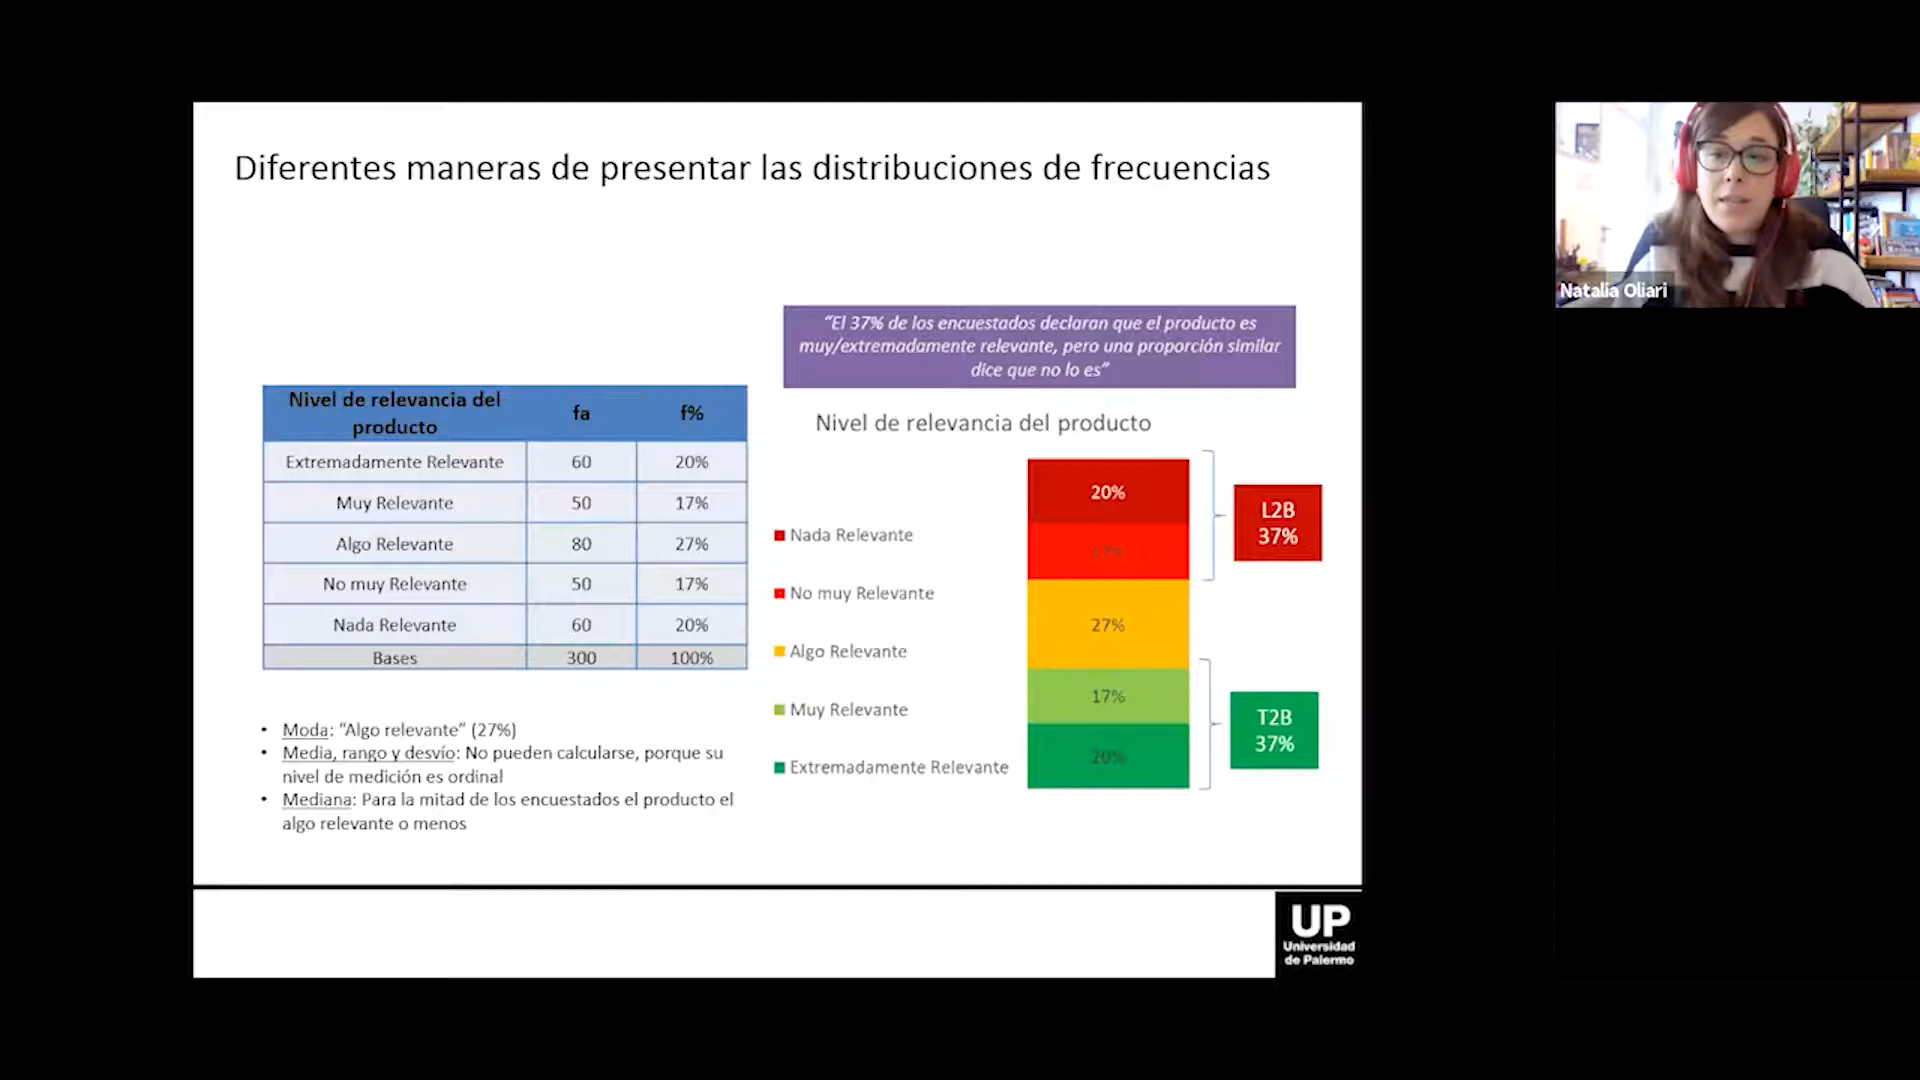 Diferentes maneras de presentar las distribuciones de frecuencias
Natalia Oliari
"El 37% de los encuestados declaran que el producto es
muy/extremadamente relevante, pero una proporción similar
dice que no lo es"
Nivel de relevancia del
producto
fa
f%
Extremadamente Relevante 60 20%
Muy Relevante 50 17%
Algo Relevante 80 27%
No muy Relevante 50 17%
Nada Relevante 60 20%
Bases 300 100%
• Moda: "Algo relevante" (27%)
• Media, rango y desvío: No pueden calcularse, porque su
nivel de medición es ordinal
• Mediana: Para la mitad de los encuestados el producto el
algo relevante o menos
Nivel de relevancia del producto
Nada Relevante
No muy Relevante
Algo Relevante
Muy Relevante
Extremadamente Relevante
20%
17%
27%
17%
20%
L2B
37%
T2B
37%
UP
Universidad
de Palermo